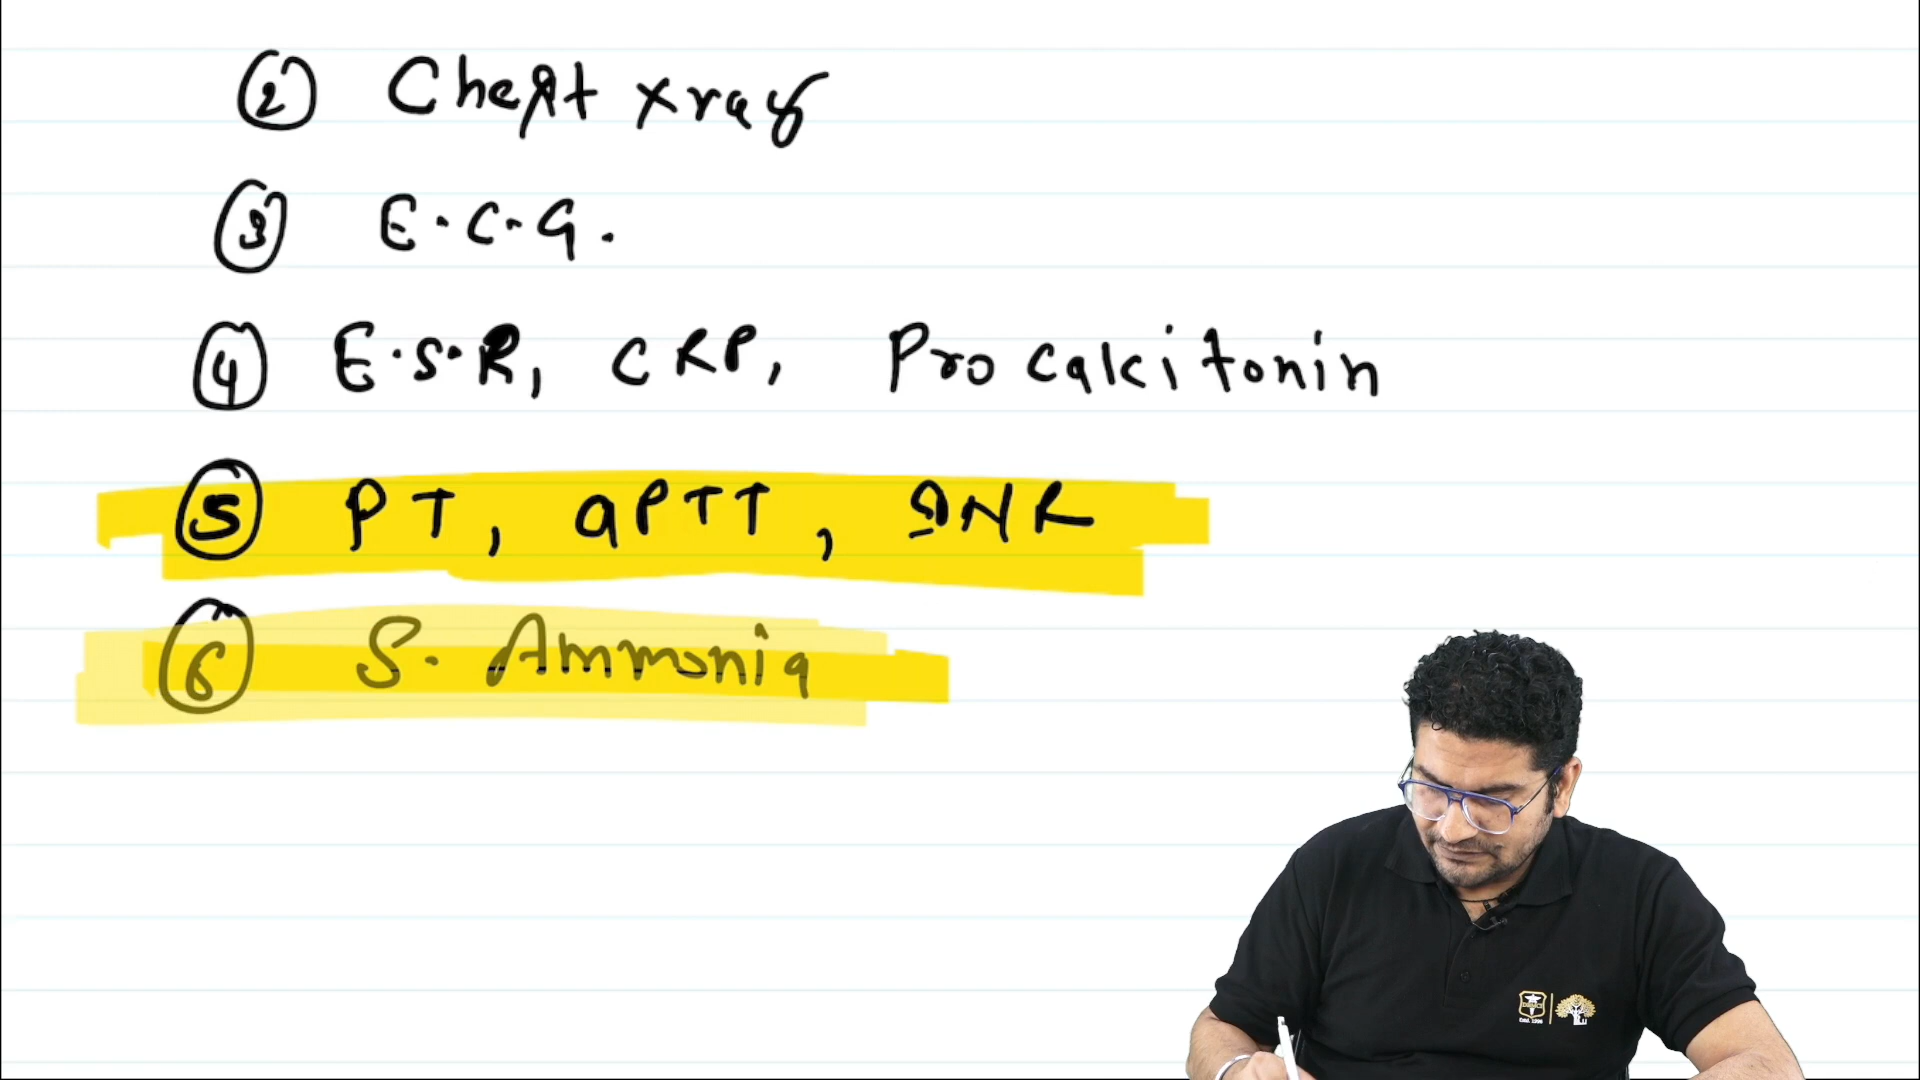 ② Chest xray
③ E.C.G.
④ E.S.R, CRP, Procalcitonin
⑤ PT, aPTT, INR
⑥ S. Ammonia